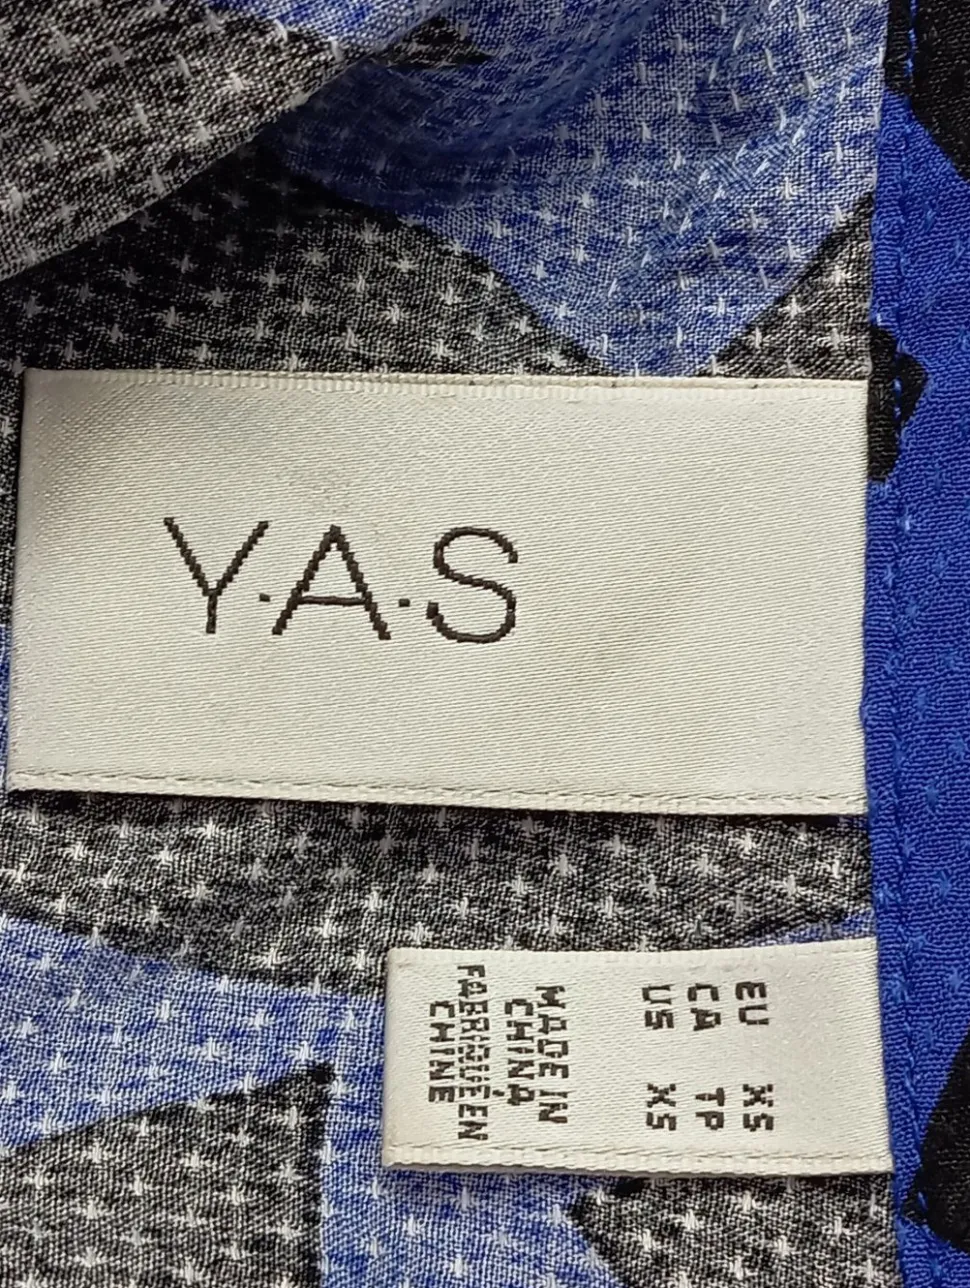 Y.A.S
EU XS
CA TP
US XS
MADE IN
CHINA
FABRIQUÉ EN
CHINE